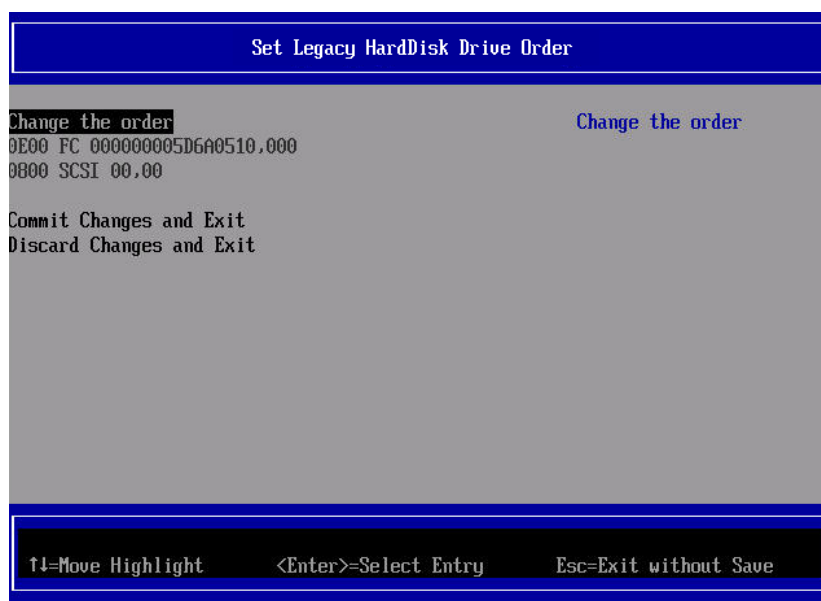 Set Legacy HardDisk Drive Order
Change the order
Change the order
0E00 FC 000000005D6A0510,000
0800 SCSI 00,00
Commit Changes and Exit
Discard Changes and Exit
↑↓=Move Highlight <Enter>=Select Entry Esc=Exit without Save